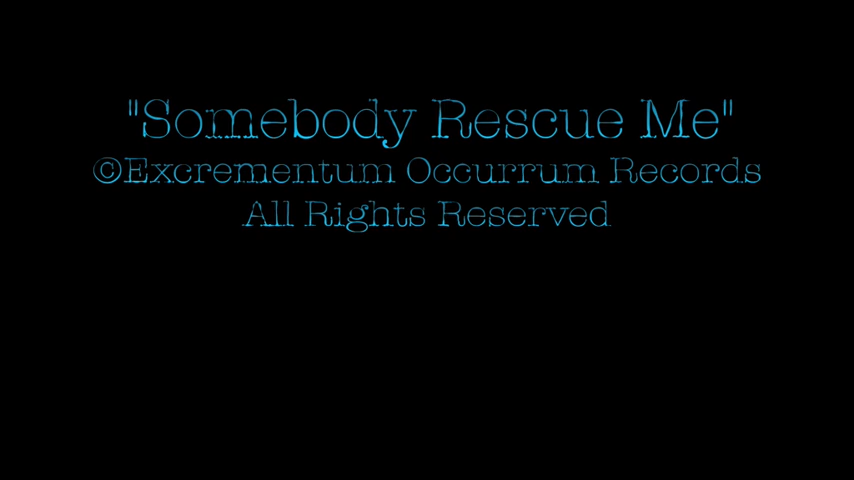 "Somebody Rescue Me"
©Excrementum Occurrum Records
All Rights Reserved